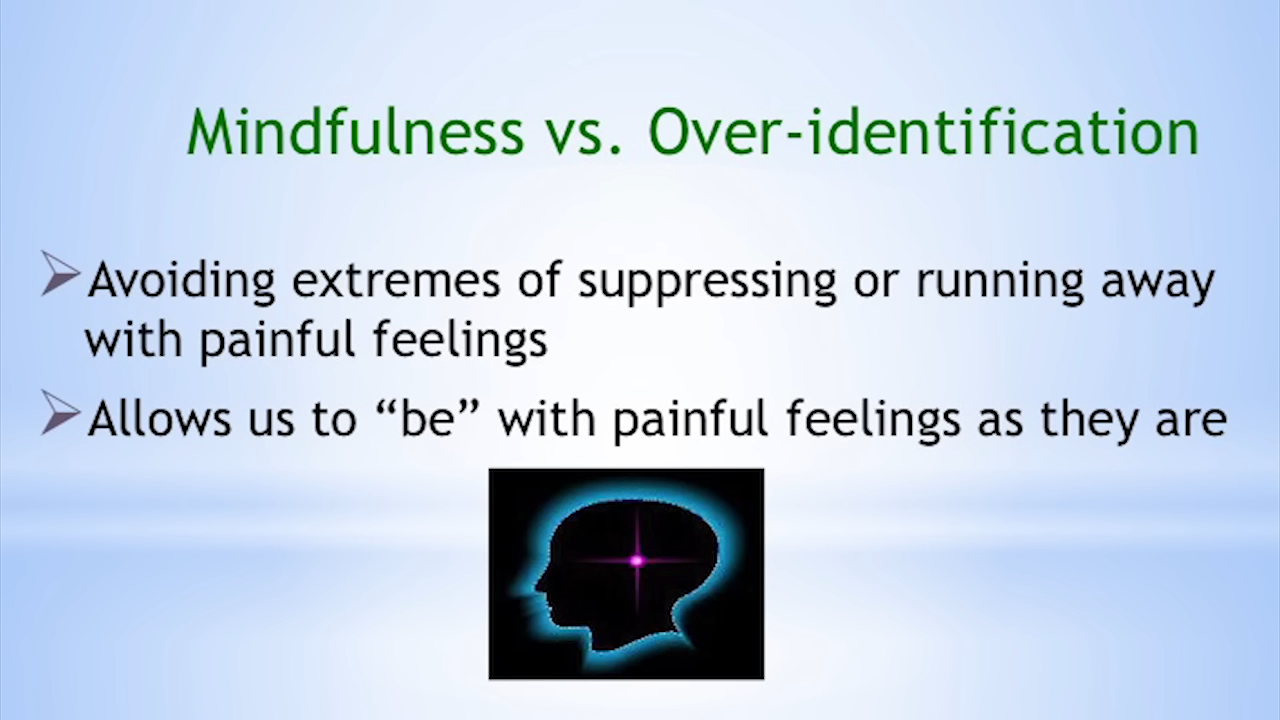 Mindfulness vs. Over-identification
Avoiding extremes of suppressing or running away
with painful feelings
Allows us to “be” with painful feelings as they are